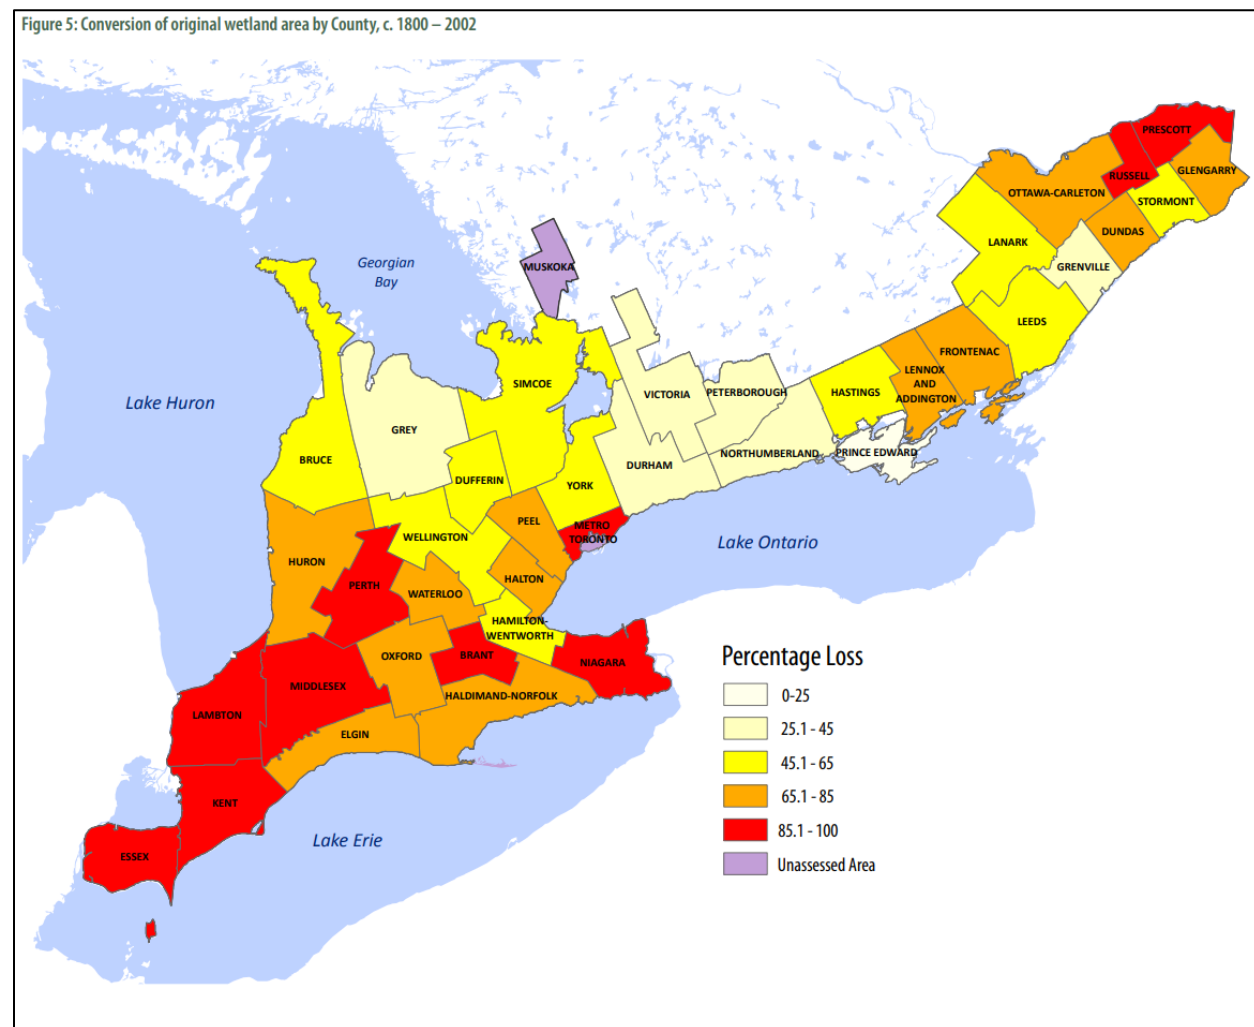 Figure 5: Conversion of original wetland area by County, c. 1800 – 2002
PRESCOTT
RUSSELL
GLENGARRY
OTTAWA-CARLETON
STORMONT
DUNDAS
LANARK
GRENVILLE
Georgian
Bay
MUSKOKA
LEEDS
FRONTENAC
LENNOX
AND
ADDINGTON
HASTINGS
SIMCOE
VICTORIA
PETERBOROUGH
Lake Huron
GREY
PRINCE EDWARD
NORTHUMBERLAND
BRUCE
DURHAM
DUFFERIN
YORK
PEEL
METRO
TORONTO
WELLINGTON
Lake Ontario
HURON
HALTON
PERTH
WATERLOO
HAMILTON-
WENTWORTH
OXFORD
BRANT
NIAGARA
MIDDLESEX
HALDIMAND-NORFOLK
LAMBTON
ELGIN
KENT
Lake Erie
ESSEX
Percentage Loss
0-25
25.1 - 45
45.1 - 65
65.1 - 85
85.1 - 100
Unassessed Area